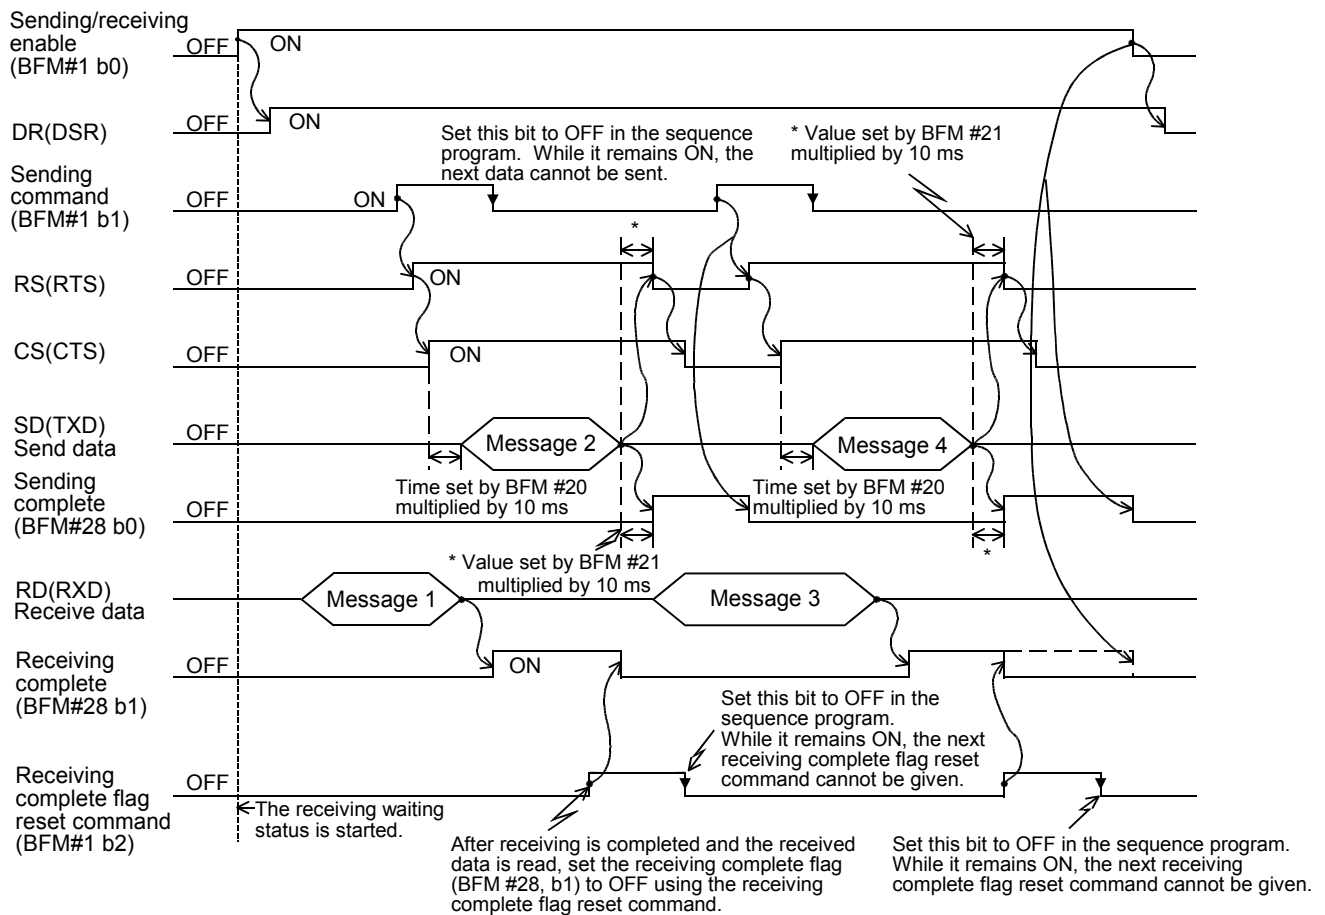 Sending/receiving
enable
(BFM#1 b0)
OFF
ON
DR(DSR)
OFF
ON
Set this bit to OFF in the sequence
program. While it remains ON, the
next data cannot be sent.
* Value set by BFM #21
multiplied by 10 ms
Sending
command
(BFM#1 b1)
OFF
ON
*
RS(RTS)
OFF
ON
CS(CTS)
OFF
ON
SD(TXD)
Send data
OFF
Message 2
Message 4
Sending
complete
(BFM#28 b0)
OFF
Time set by BFM #20
multiplied by 10 ms
Time set by BFM #20
multiplied by 10 ms
* Value set by BFM #21
multiplied by 10 ms
*
RD(RXD)
Receive data
Message 1
Message 3
Receiving
complete
(BFM#28 b1)
OFF
ON
Set this bit to OFF in the
sequence program.
While it remains ON, the next
receiving complete flag reset
command cannot be given.
Receiving
complete flag
reset command
(BFM#1 b2)
OFF
The receiving waiting
status is started.
After receiving is completed and the received
data is read, set the receiving complete flag
(BFM #28, b1) to OFF using the receiving
complete flag reset command.
Set this bit to OFF in the sequence program.
While it remains ON, the next receiving
complete flag reset command cannot be given.